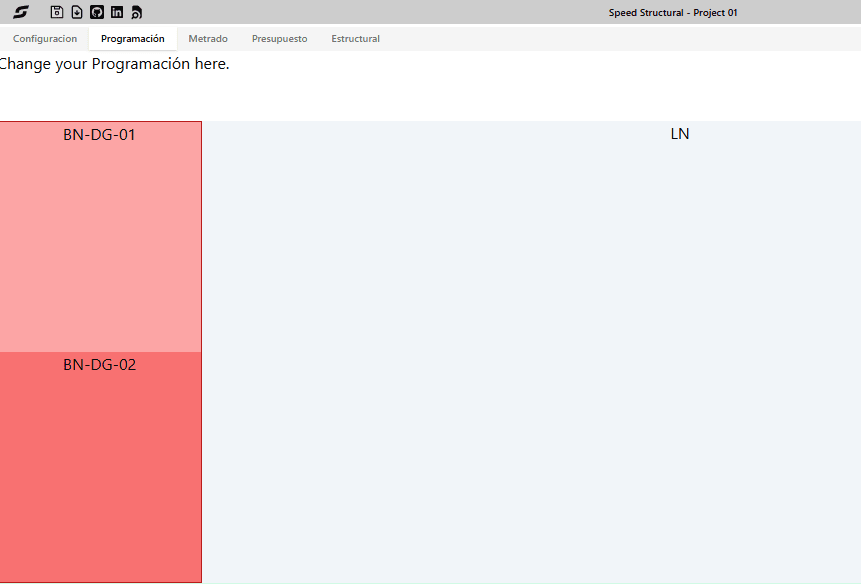 Speed Structural - Project 01
Configuracion Programación Metrado Presupuesto Estructural
Change your Programación here.
BN-DG-01
LN
BN-DG-02